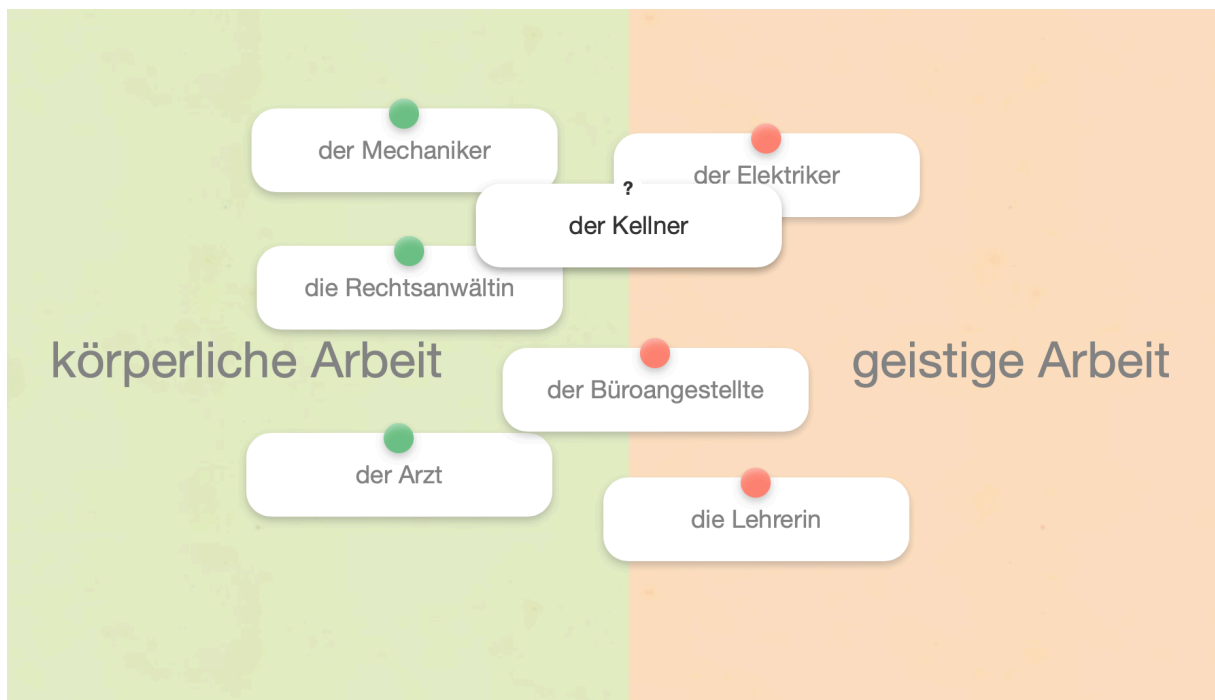 der Mechaniker
der Elektriker
?
der Kellner
die Rechtsanwältin
körperliche Arbeit
geistige Arbeit
der Büroangestellte
der Arzt
die Lehrerin